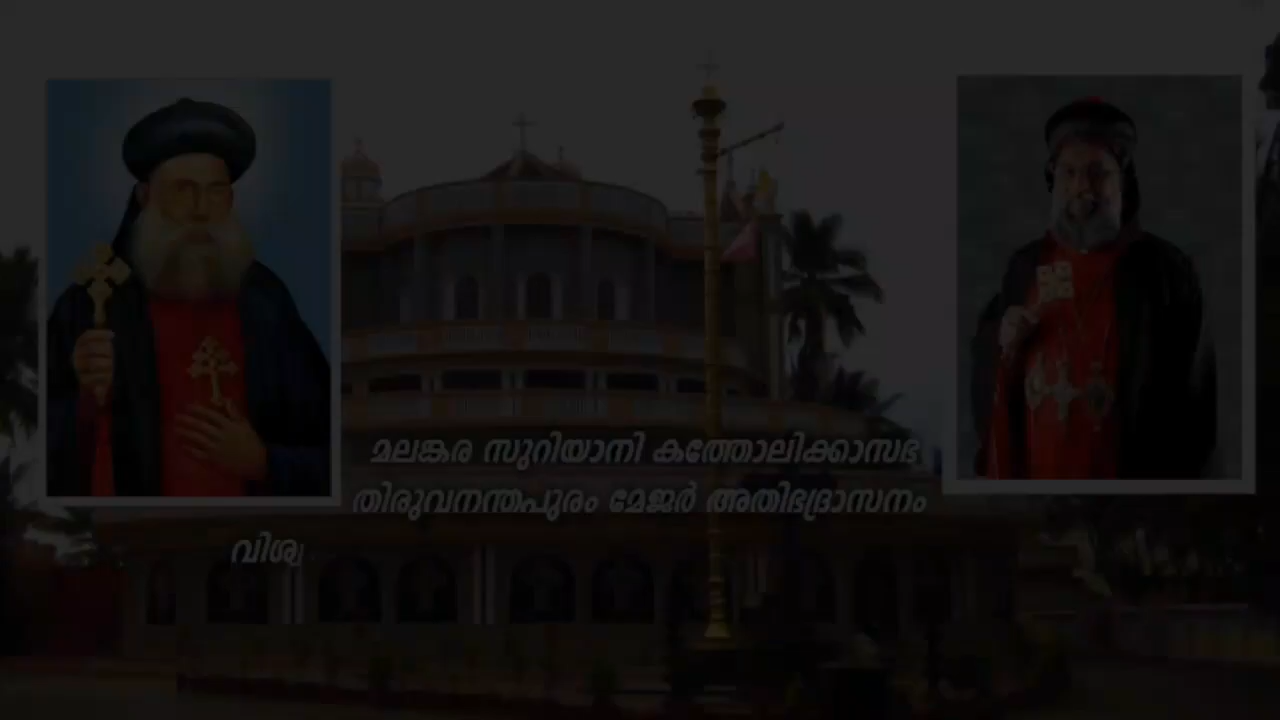 മലങ്കര സുറിയാനി കത്തോലിക്കാസഭ
തിരുവനന്തപുരം മേജർ അതിഭദ്രാസനം
വിശ്വ